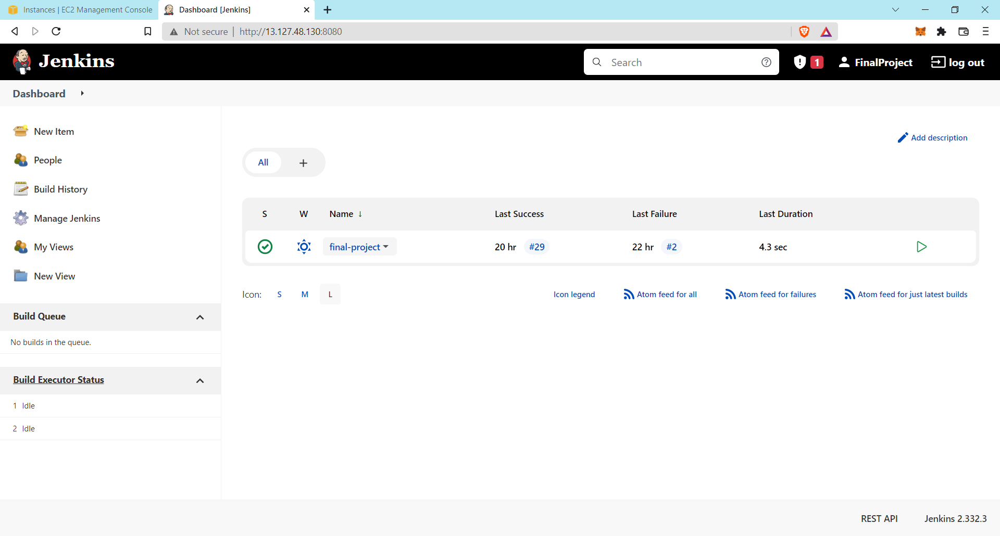 Instances | EC2 Management Console
Dashboard [Jenkins]
Not secure | http://13.127.48.130:8080
Jenkins
Search
1
FinalProject
log out
Dashboard
New Item
People
Build History
Manage Jenkins
My Views
New View
Build Queue
No builds in the queue.
Build Executor Status
1 Idle
2 Idle
Add description
All +
S W Name ↓ Last Success Last Failure Last Duration
final-project 20 hr #29 22 hr #2 4.3 sec
Icon: S M L
Icon legend
Atom feed for all
Atom feed for failures
Atom feed for just latest builds
REST API
Jenkins 2.332.3